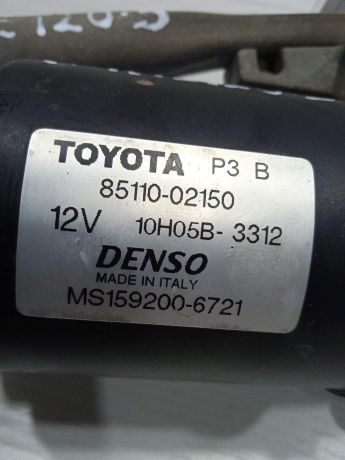 TOYOTA P3 B
85110-02150
12V 10H05B-3312
DENSO
MADE IN ITALY
MS159200-6721